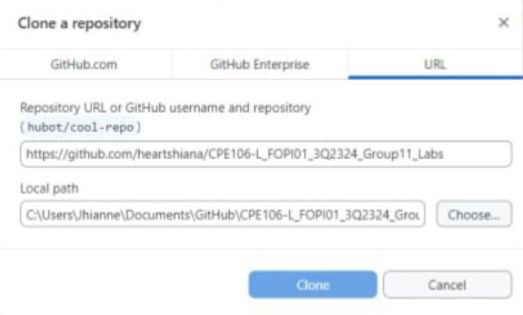 Clone a repository
GitHub.com GitHub Enterprise URL
Repository URL or GitHub username and repository
(hubot/cool-repo)
https://github.com/heartshiana/CPE106-L_FOPI01_3Q2324_Group11_Labs
Local path
C:\Users\Jhianne\Documents\GitHub\CPE106-L_FOPI01_3Q2324_Grou Choose...
Clone Cancel